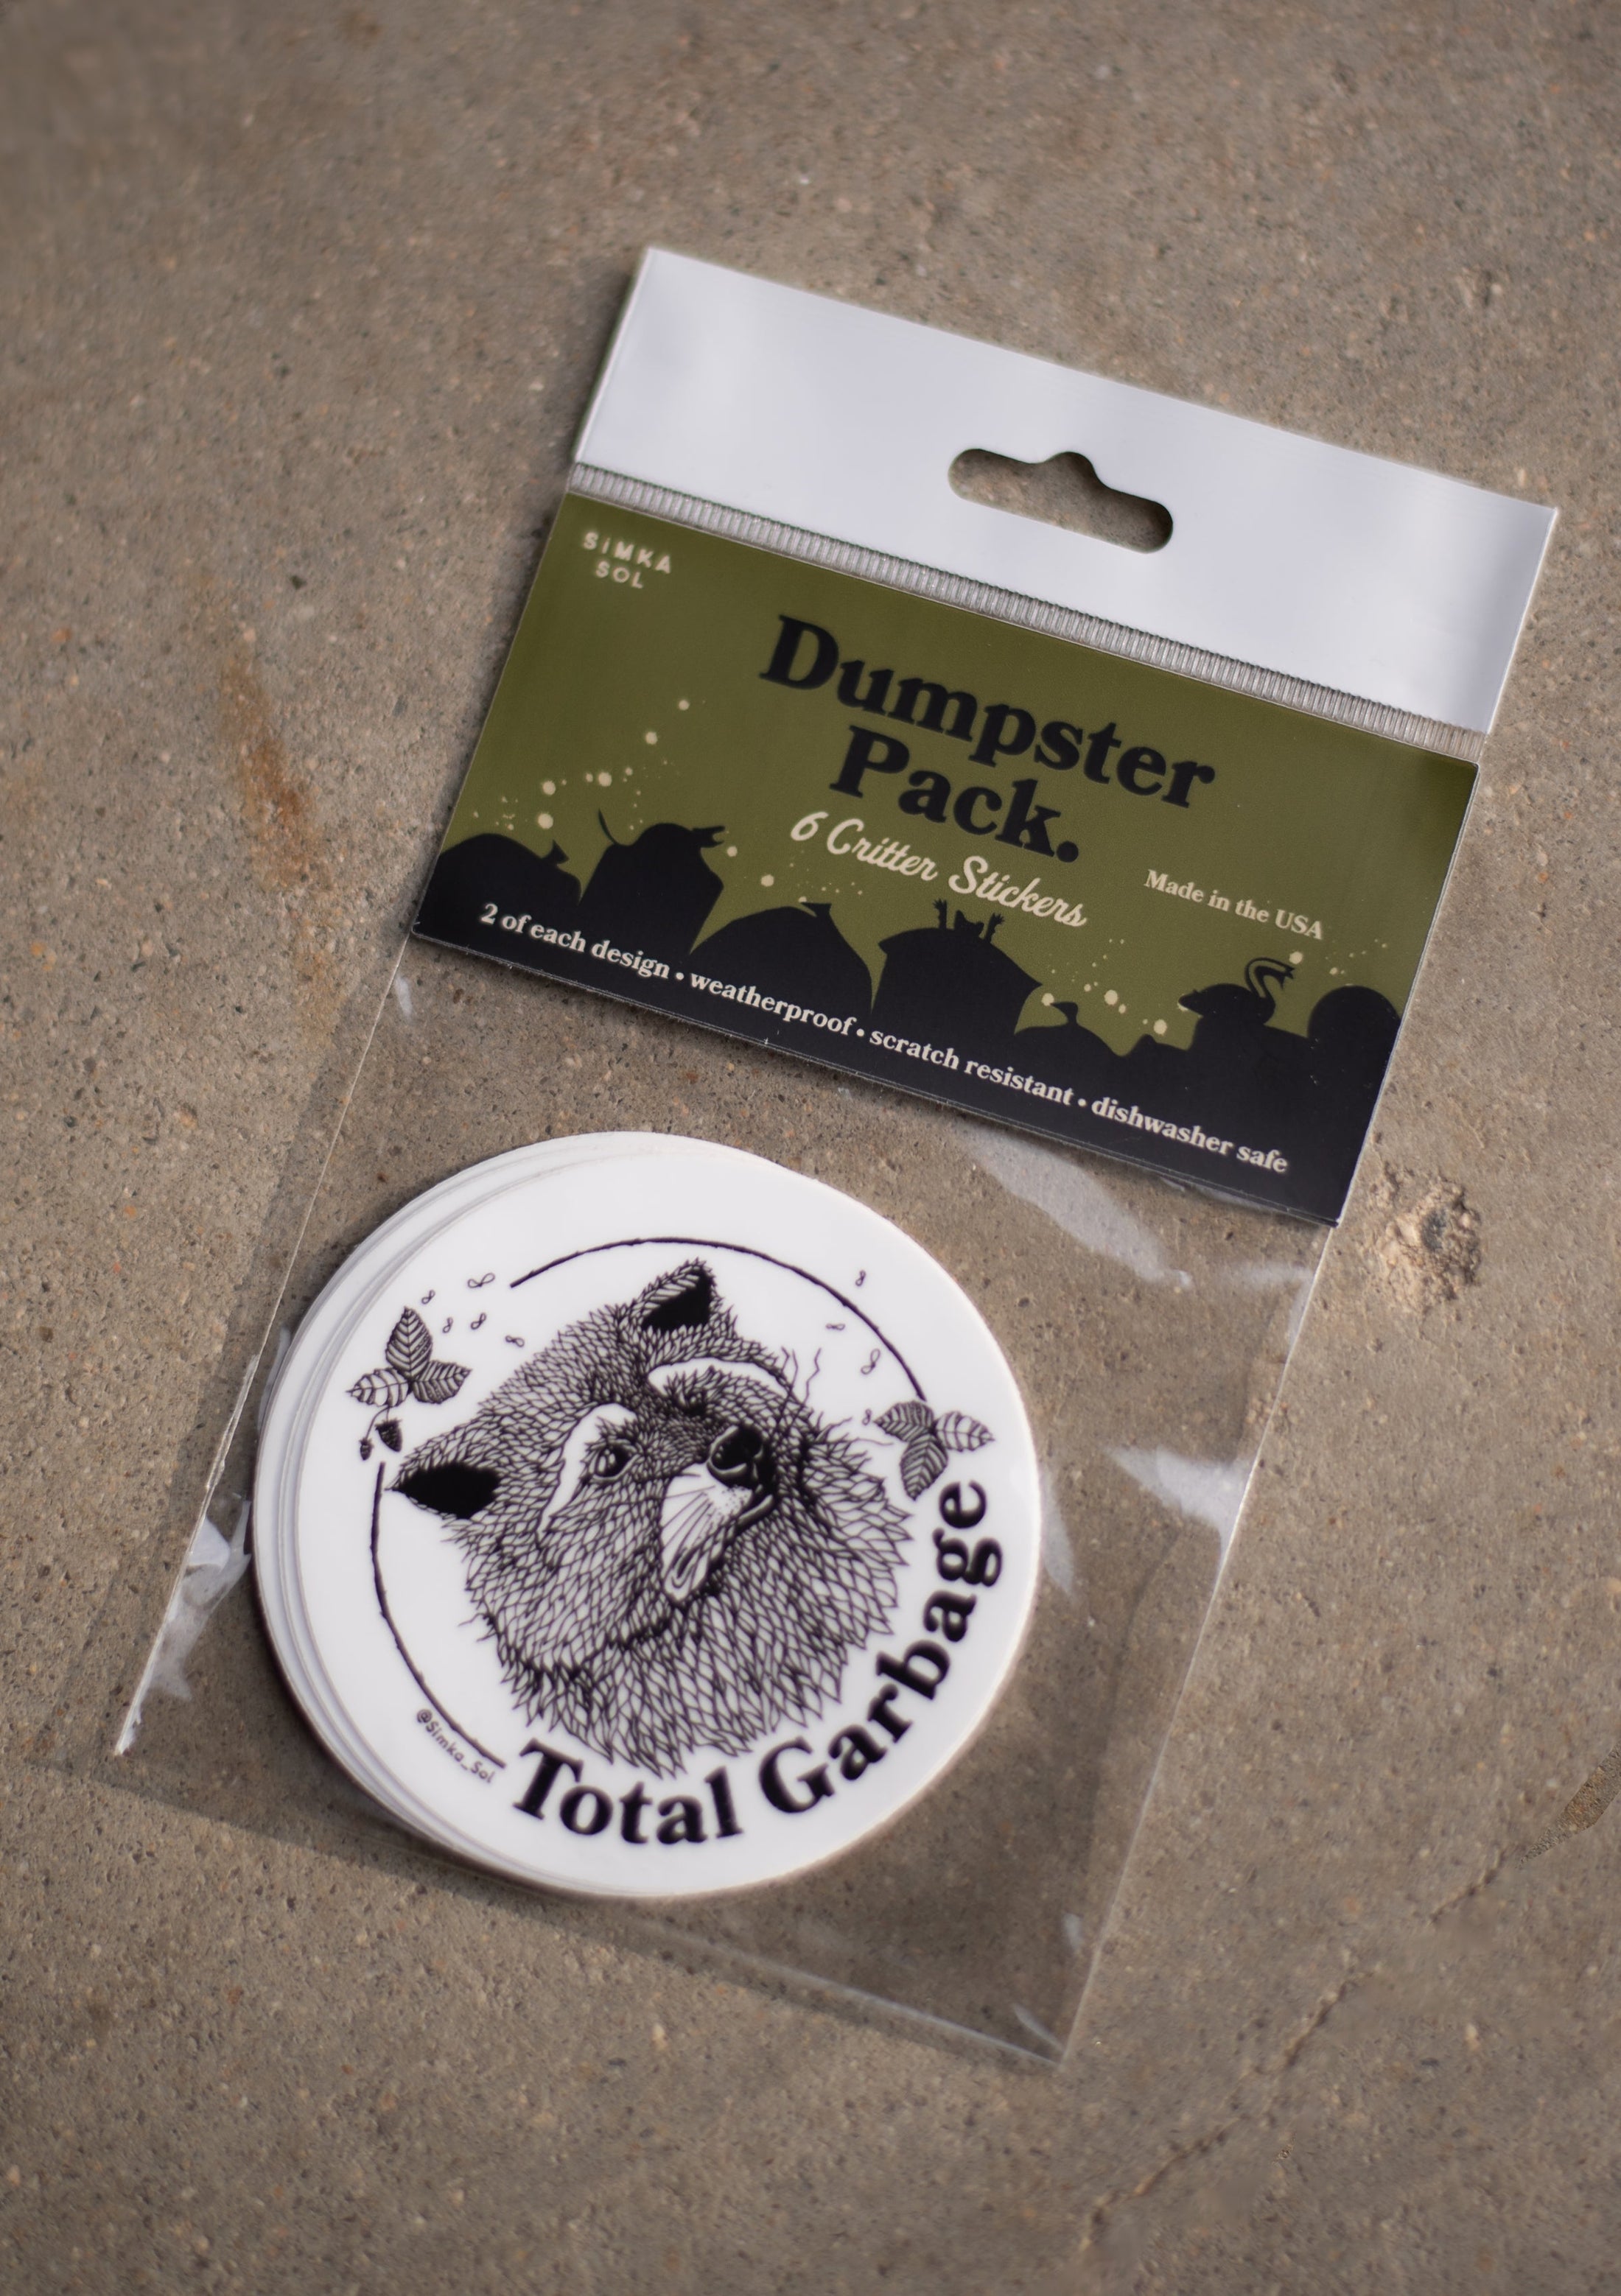 SiMKA
SOL
Dumpster
Pack.
6 Critter Stickers
Made in the USA
2 of each design • weatherproof • scratch resistant • dishwasher safe
@Simka_Sol
Total Garbage